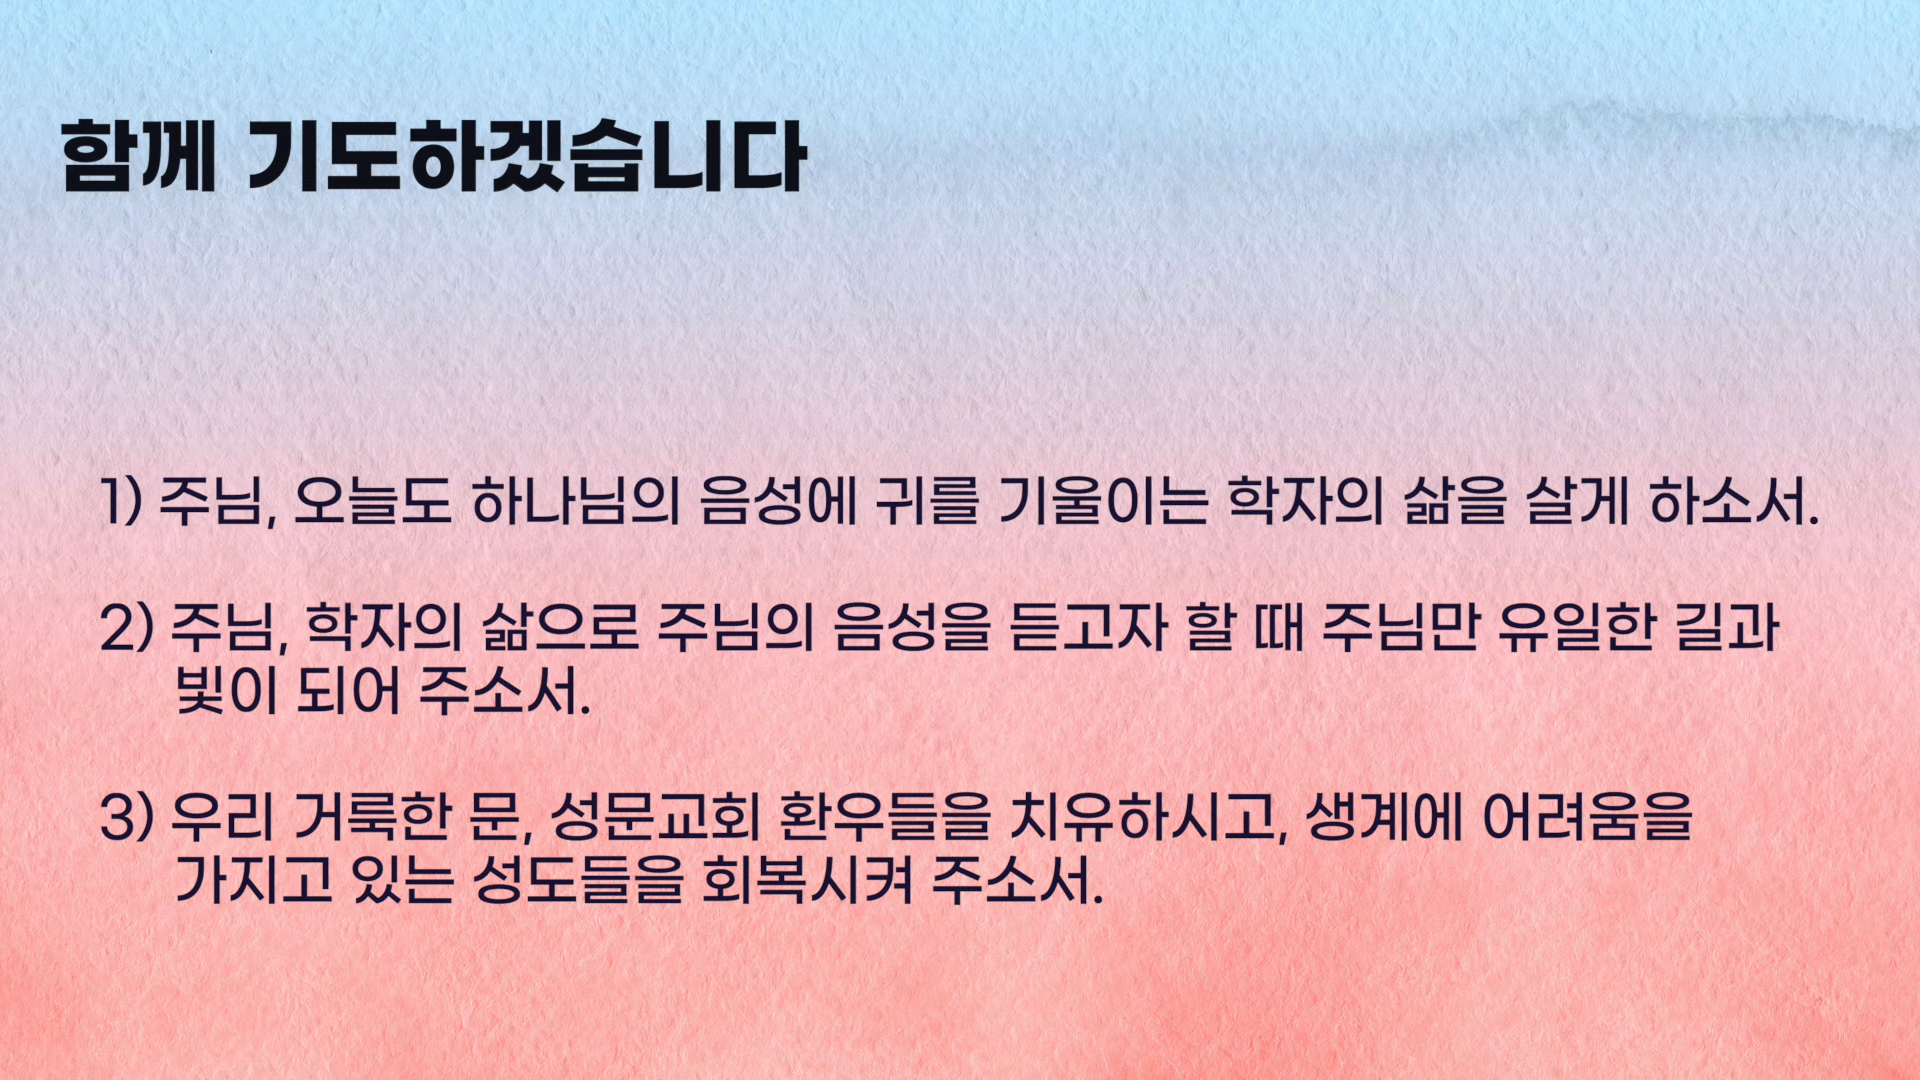 함께 기도하겠습니다
1) 주님, 오늘도 하나님의 음성에 귀를 기울이는 학자의 삶을 살게 하소서.
2) 주님, 학자의 삶으로 주님의 음성을 듣고자 할 때 주님만 유일한 길과
빛이 되어 주소서.
3) 우리 거룩한 문, 성문교회 환우들을 치유하시고, 생계에 어려움을
가지고 있는 성도들을 회복시켜 주소서.